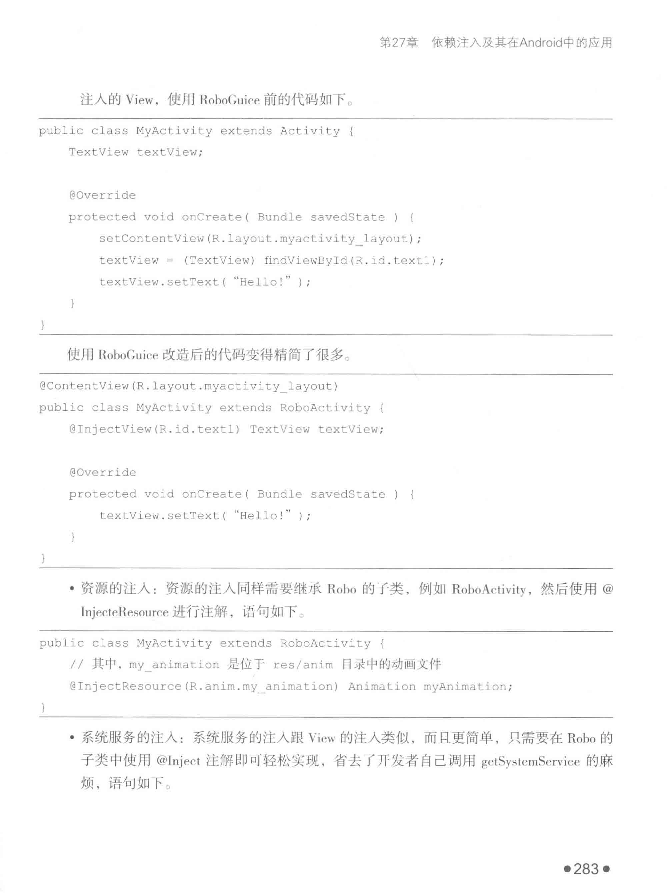 第27章 依赖注入及其在Android中的应用
注入的 View，使用 RoboGuice 前的代码如下。
public class MyActivity extends Activity {
TextView textView;
@Override
protected void onCreate( Bundle savedState ) {
setContentView(R.layout.myactivity_layout);
textView = (TextView) findViewById(R.id.text1);
textView.setText( “Hello!” );
}
}
使用 RoboGuice 改造后的代码变得精简了很多。
@ContentView(R.layout.myactivity_layout)
public class MyActivity extends RoboActivity {
@InjectView(R.id.text1) TextView textView;
@Override
protected void onCreate( Bundle savedState ) {
textView.setText( “Hello!” );
}
}
• 资源的注入：资源的注入同样需要继承 Robo 的子类，例如 RoboActivity，然后使用 @
InjecteResource 进行注解，语句如下。
public class MyActivity extends RoboActivity {
// 其中，my_animation 是位于 res/anim 目录中的动画文件
@InjectResource(R.anim.my_animation) Animation myAnimation;
}
• 系统服务的注入：系统服务的注入跟 View 的注入类似，而且更简单，只需要在 Robo 的
子类中使用 @Inject 注解即可轻松实现，省去了开发者自己调用 getSystemService 的麻
烦，语句如下。
●283●